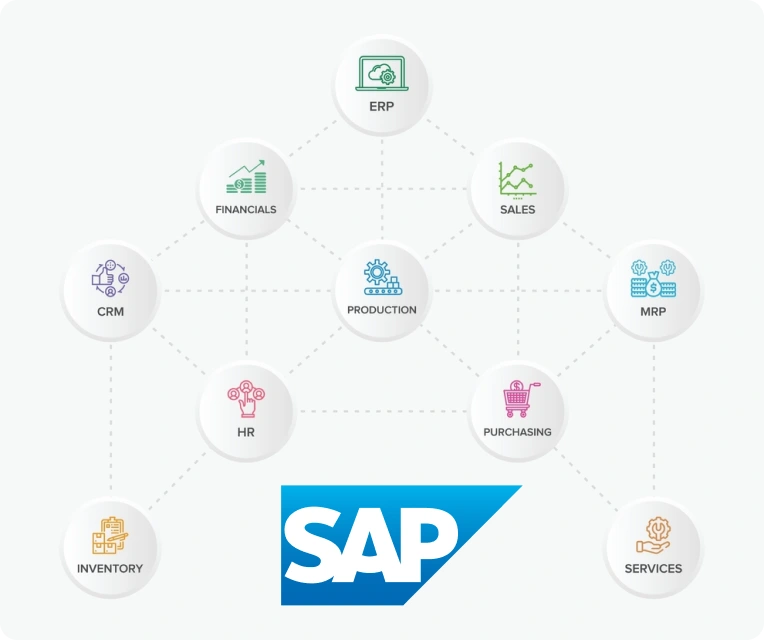 ERP
FINANCIALS
SALES
CRM
PRODUCTION
MRP
HR
PURCHASING
INVENTORY
SAP
SERVICES